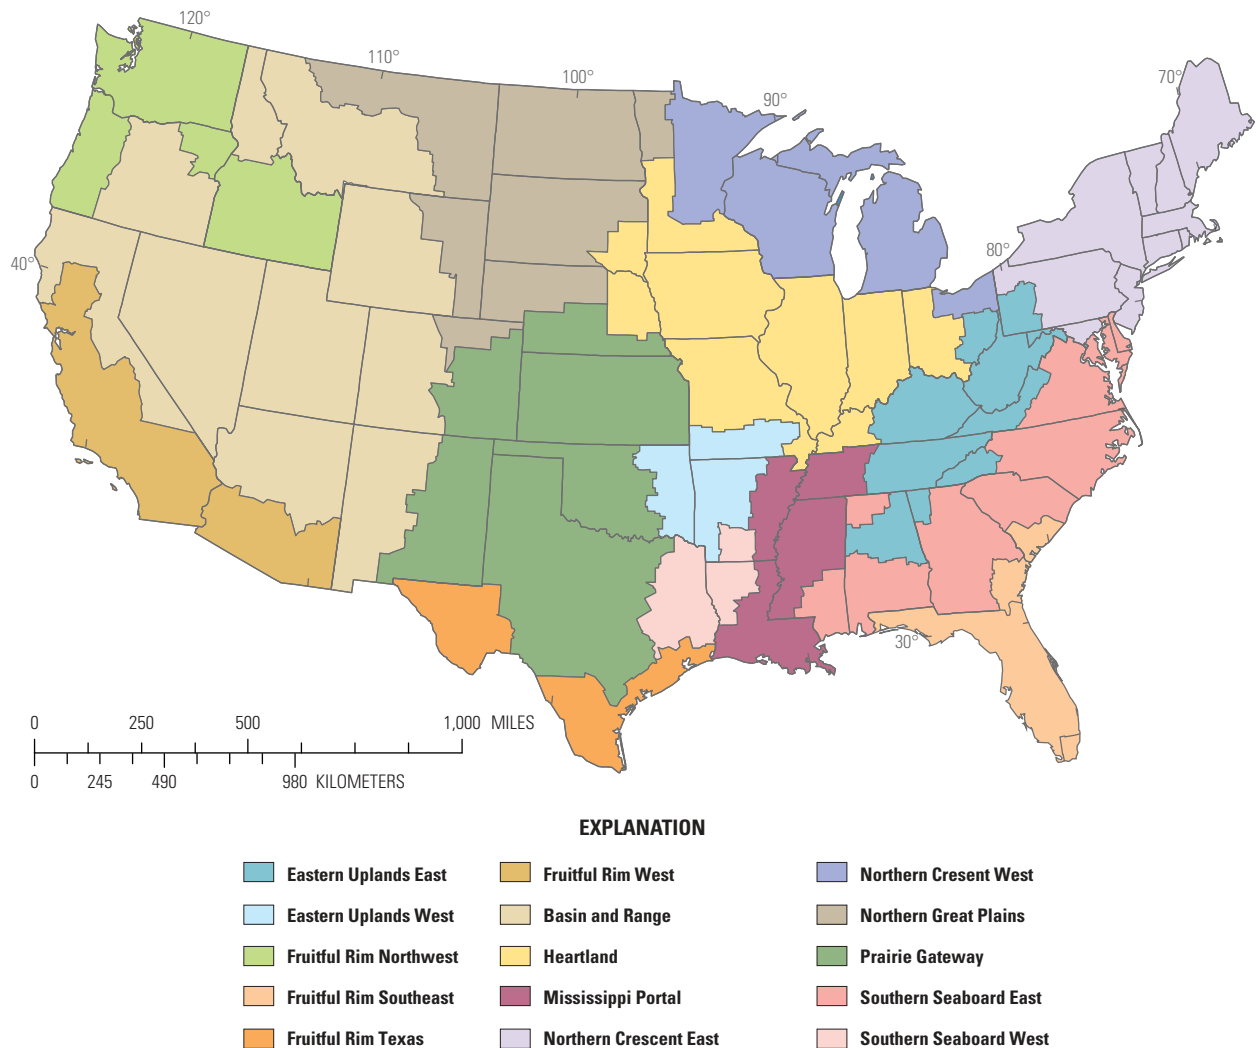 120°
110°
100°
90°
70°
80°
40°
30°
0 250 500 1,000 MILES
0 245 490 980 KILOMETERS
EXPLANATION
Eastern Uplands East
Eastern Uplands West
Fruitful Rim Northwest
Fruitful Rim Southeast
Fruitful Rim Texas
Fruitful Rim West
Basin and Range
Heartland
Mississippi Portal
Northern Crescent East
Northern Cresent West
Northern Great Plains
Prairie Gateway
Southern Seaboard East
Southern Seaboard West